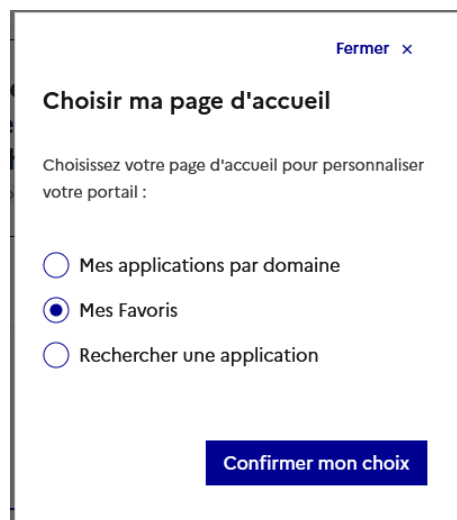 Fermer ×
Choisir ma page d'accueil
Choisissez votre page d'accueil pour personnaliser
votre portail :
Mes applications par domaine
Mes Favoris
Rechercher une application
Confirmer mon choix